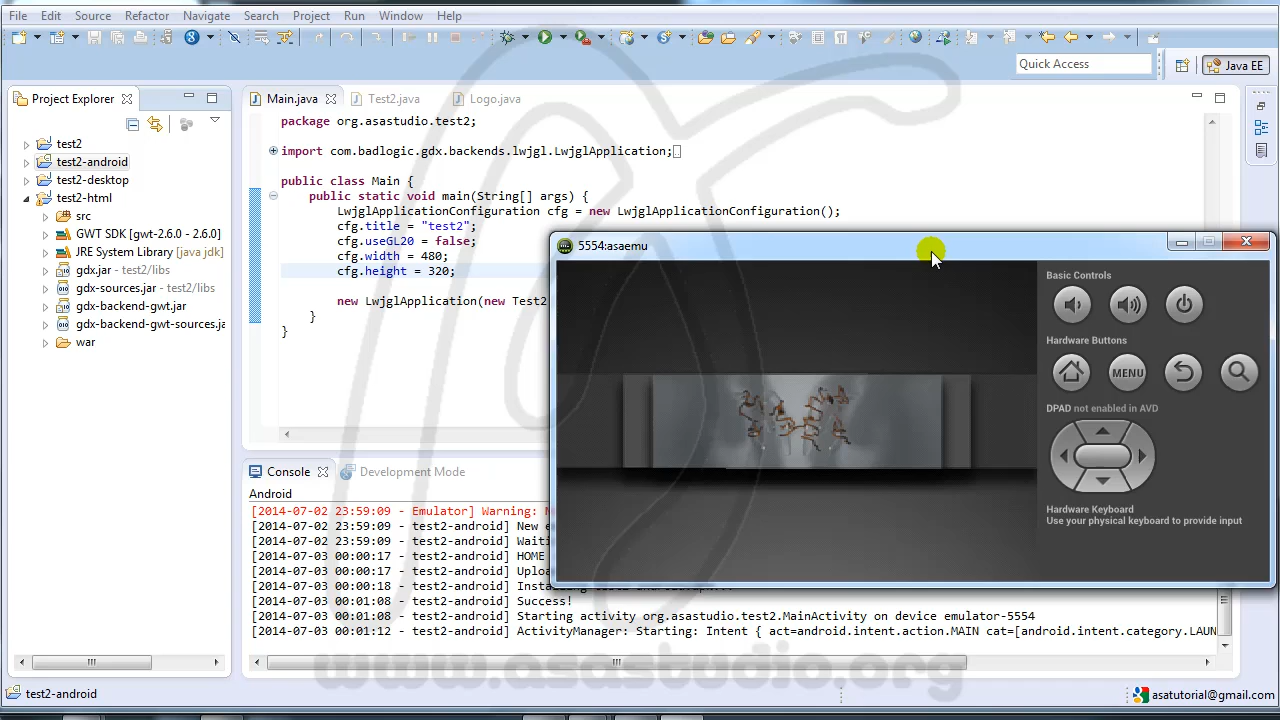 File Edit Source Refactor Navigate Search Project Run Window Help
Quick Access
Java EE
Project Explorer
Main.java
Test2.java
Logo.java
test2
test2-android
test2-desktop
test2-html
src
GWT SDK [gwt-2.6.0 - 2.6.0]
JRE System Library [java jdk]
gdx.jar - test2/libs
gdx-sources.jar - test2/libs
gdx-backend-gwt.jar
gdx-backend-gwt-sources.ja
war
package org.asastudio.test2;
import com.badlogic.gdx.backends.lwjgl.LwjglApplication;
public class Main {
public static void main(String[] args) {
LwjglApplicationConfiguration cfg = new LwjglApplicationConfiguration();
cfg.title = "test2";
cfg.useGL20 = false;
cfg.width = 480;
cfg.height = 320;
new LwjglApplication(new Test2
}
}
5554:asaemu
Basic Controls
Hardware Buttons
MENU
DPAD not enabled in AVD
Hardware Keyboard
Use your physical keyboard to provide input
Console
Development Mode
Android
[2014-07-02 23:59:09 - Emulator] Warning:
[2014-07-02 23:59:09 - test2-android] New
[2014-07-02 23:59:09 - test2-android]
[2014-07-03 00:00:17 - test2-android] HOME
[2014-07-03 00:00:17 - test2-android]
[2014-07-03 00:00:18 - test2-android]
[2014-07-03 00:01:08 - test2-android] Success!
[2014-07-03 00:01:08 - test2-android] Starting activity org.asastudio.test2.MainActivity on device emulator-5554
[2014-07-03 00:01:12 - test2-android] ActivityManager: Starting: Intent { act=android.intent.action.MAIN cat=[android.intent.category.LAUN
www.asastudio.org
test2-android
asatutorial@gmail.com